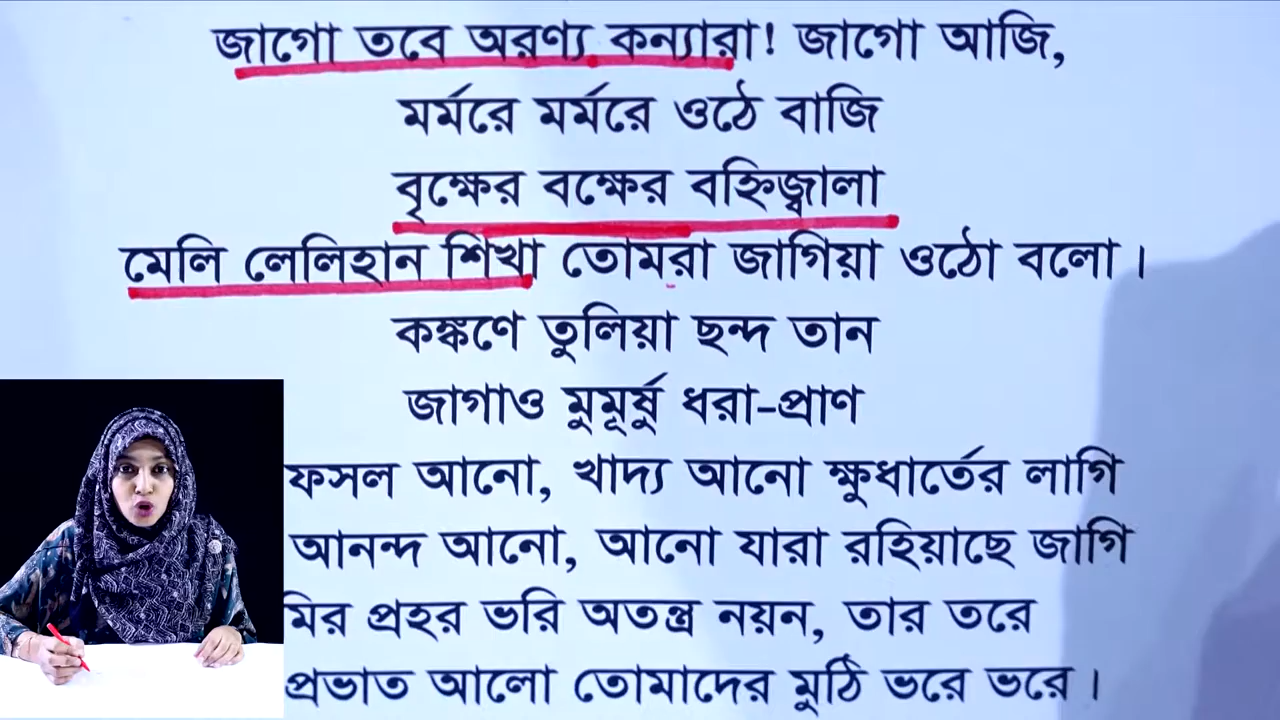 জাগো তবে অরণ্য কন্যারা! জাগো আজি,
মর্মরে মর্মরে ওঠে বাজি
বৃক্ষের বক্ষের বহ্নিজ্বালা
মেলি লেলিহান শিখা তোমরা জাগিয়া ওঠো বলো।
কঙ্কণে তুলিয়া ছন্দ তান
জাগাও মুমূর্ষু ধরা-প্রাণ
ফসল আনো, খাদ্য আনো ক্ষুধার্তের লাগি
আনন্দ আনো, আনো যারা রহিয়াছে জাগি
মির প্রহর ভরি অতন্ত্র নয়ন, তার তরে
প্রভাত আলো তোমাদের মুঠি ভরে ভরে।